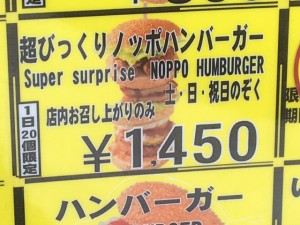 超びっくりノッポハンバーガー
Super surprise NOPPO HUMBURGER
土・日・祝日のぞく
店内お召し上がりのみ
1日20個限定
¥1,450
ハンバーガー